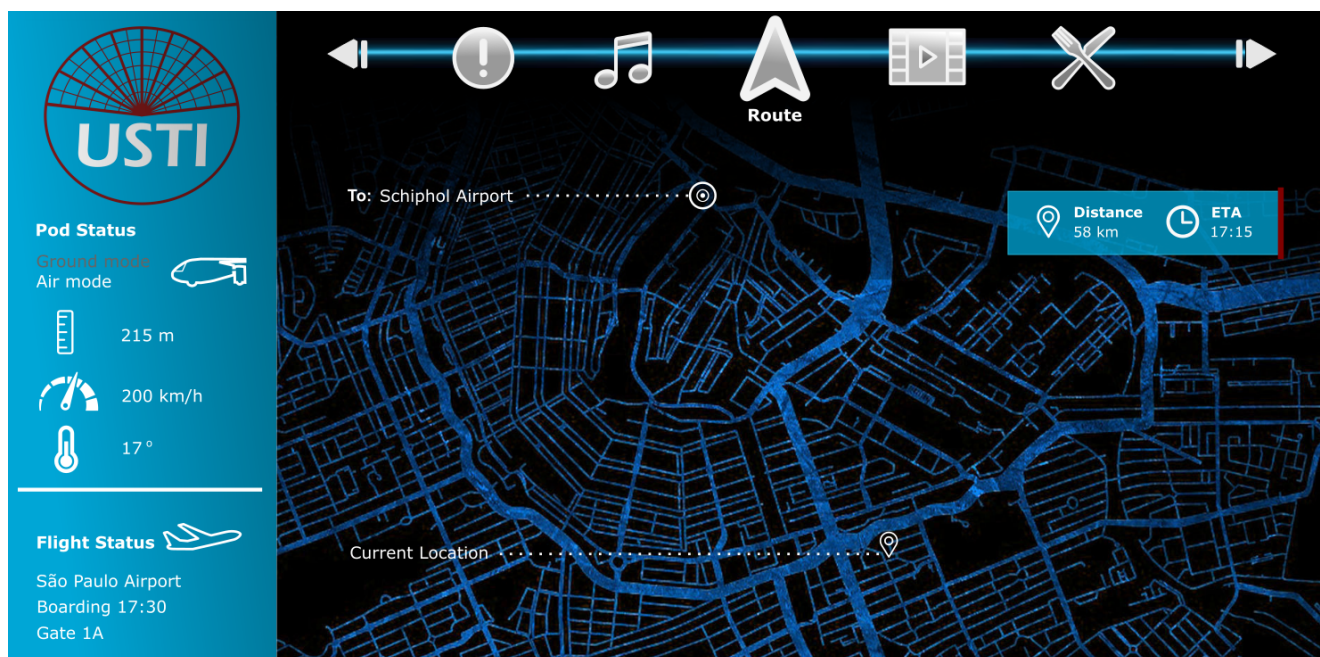 USTI
Pod Status
Ground mode
Air mode
215 m
200 km/h
17°
Flight Status
São Paulo Airport
Boarding 17:30
Gate 1A
Route
To: Schiphol Airport
Distance
58 km
ETA
17:15
Current Location